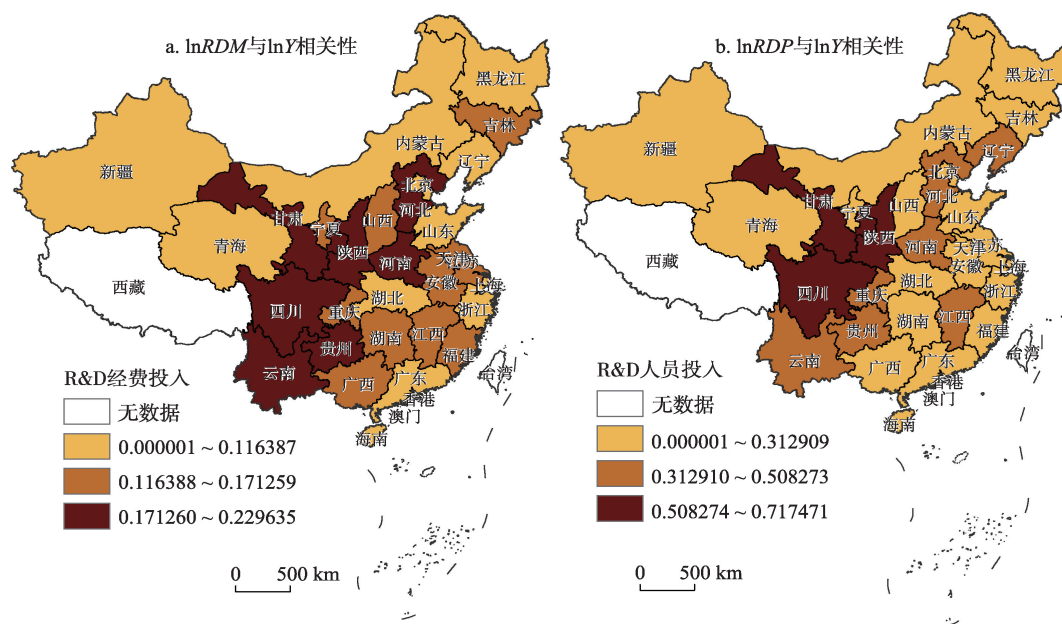 a. lnRDM与lnY相关性
黑龙江
吉林
内蒙古
辽宁
新疆
北京
甘肃
河北
宁夏
山西
山东
青海
陕西
河南
天津
苏
西藏
安徽
上海
四川
重庆
湖北
浙江
贵州
湖南
江西
云南
福建
广西
广东
台湾
香港
澳门
海南
R&D经费投入
无数据
0.000001 ~ 0.116387
0.116388 ~ 0.171259
0.171260 ~ 0.229635
0 500 km
b. lnRDP与lnY相关性
黑龙江
吉林
内蒙古
辽宁
新疆
北京
甘肃
河北
宁夏
山西
山东
青海
陕西
河南
天津
苏
西藏
安徽
上海
四川
重庆
湖北
浙江
贵州
湖南
江西
云南
福建
广西
广东
台湾
香港
澳门
海南
R&D人员投入
无数据
0.000001 ~ 0.312909
0.312910 ~ 0.508273
0.508274 ~ 0.717471
0 500 km